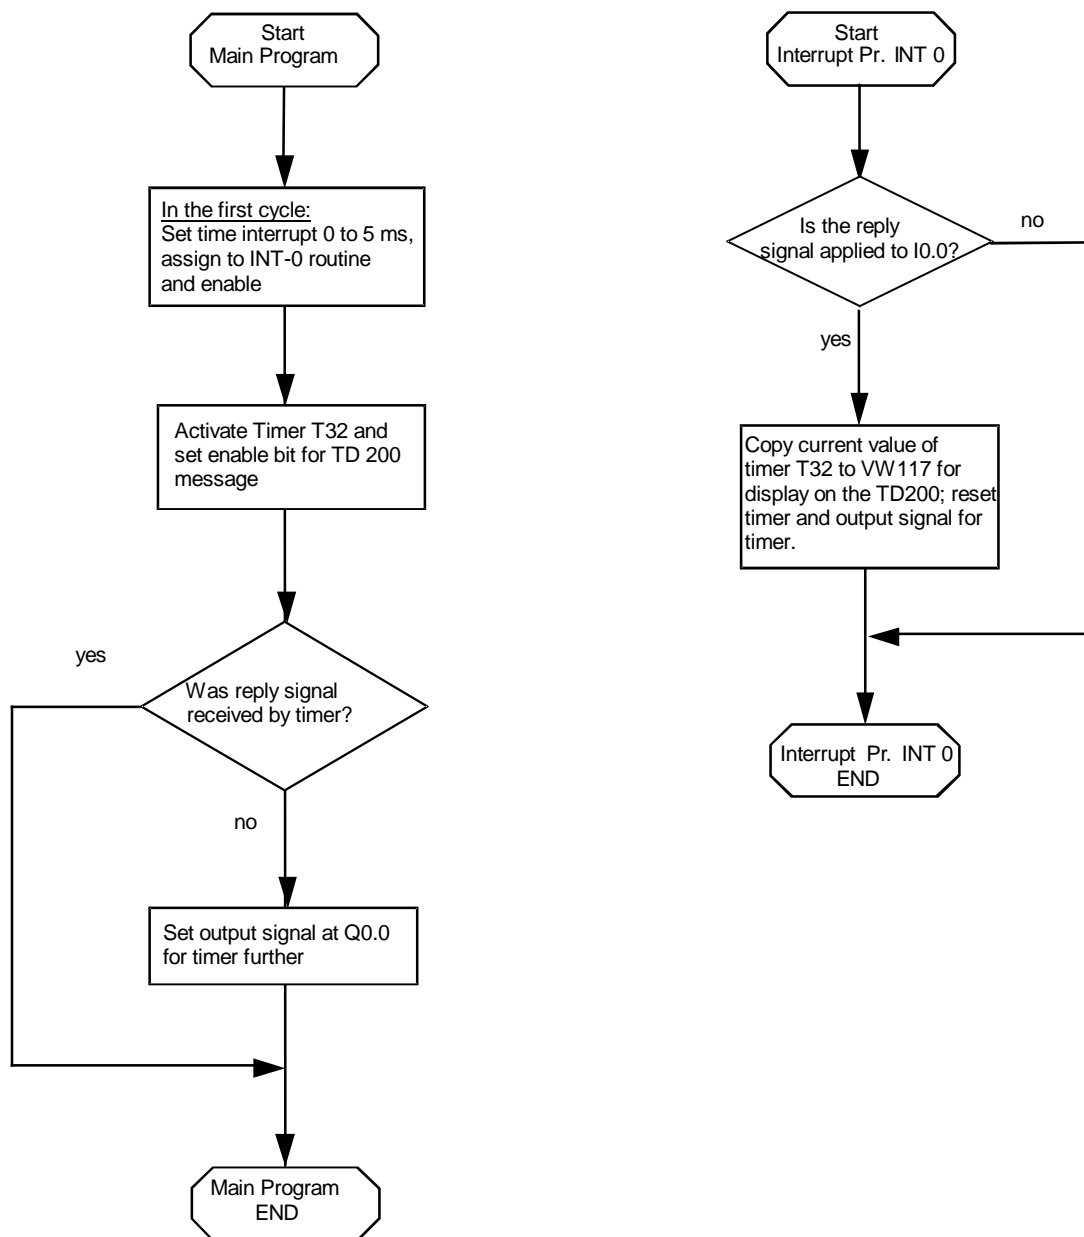 Start
Main Program
In the first cycle:
Set time interrupt 0 to 5 ms,
assign to INT-0 routine
and enable
Activate Timer T32 and
set enable bit for TD 200
message
yes
Was reply signal
received by timer?
no
Set output signal at Q0.0
for timer further
Main Program
END
Start
Interrupt Pr. INT 0
Is the reply
signal applied to I0.0?
no
yes
Copy current value of
timer T32 to VW117 for
display on the TD200; reset
timer and output signal for
timer.
Interrupt Pr. INT 0
END